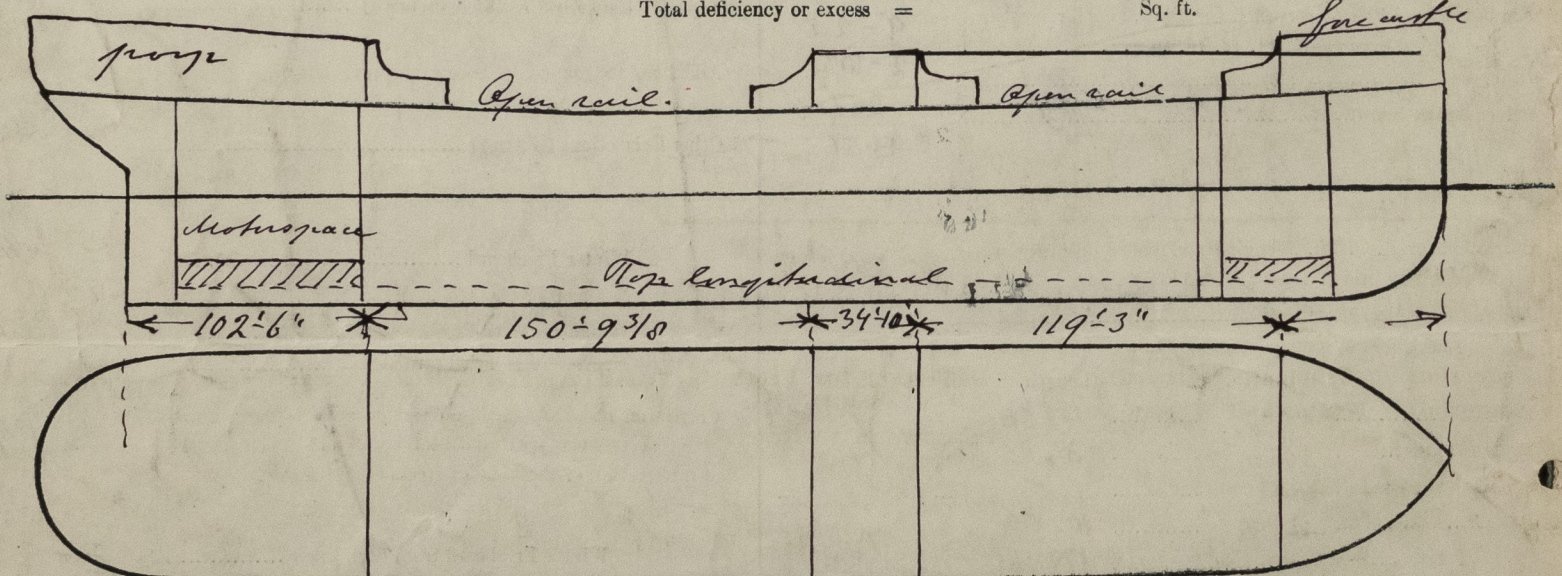 Total deficiency or excess = Sq. ft.
forecastle
poop
Open rail.
Open rail
Motorspace
Top longitudinal
102'-6" 150-9 3/8 34'-10" 119'-3"